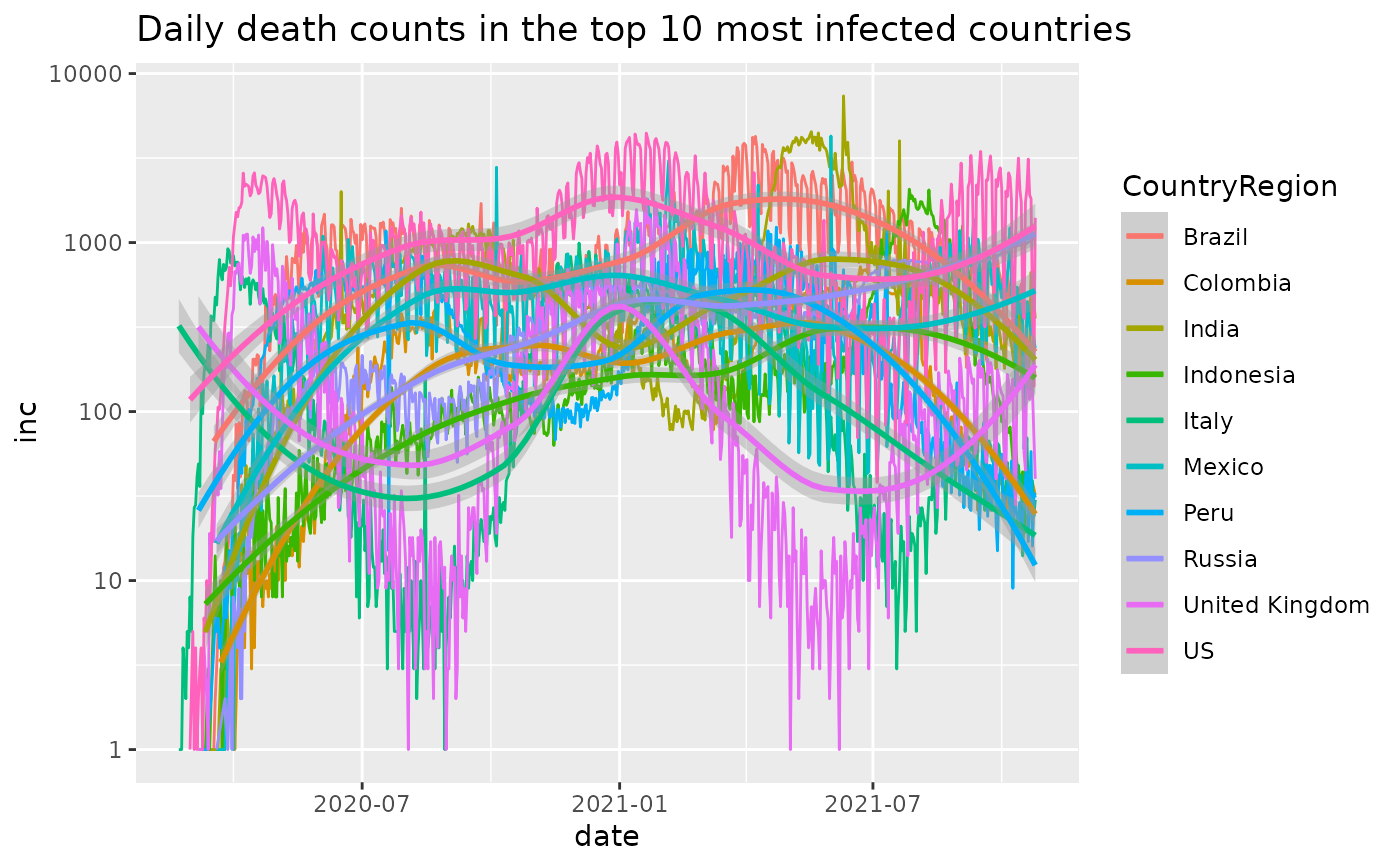 Daily death counts in the top 10 most infected countries
10000
1000
100
10
1
inc
2020-07
2021-01
2021-07
date
CountryRegion
Brazil
Colombia
India
Indonesia
Italy
Mexico
Peru
Russia
United Kingdom
US